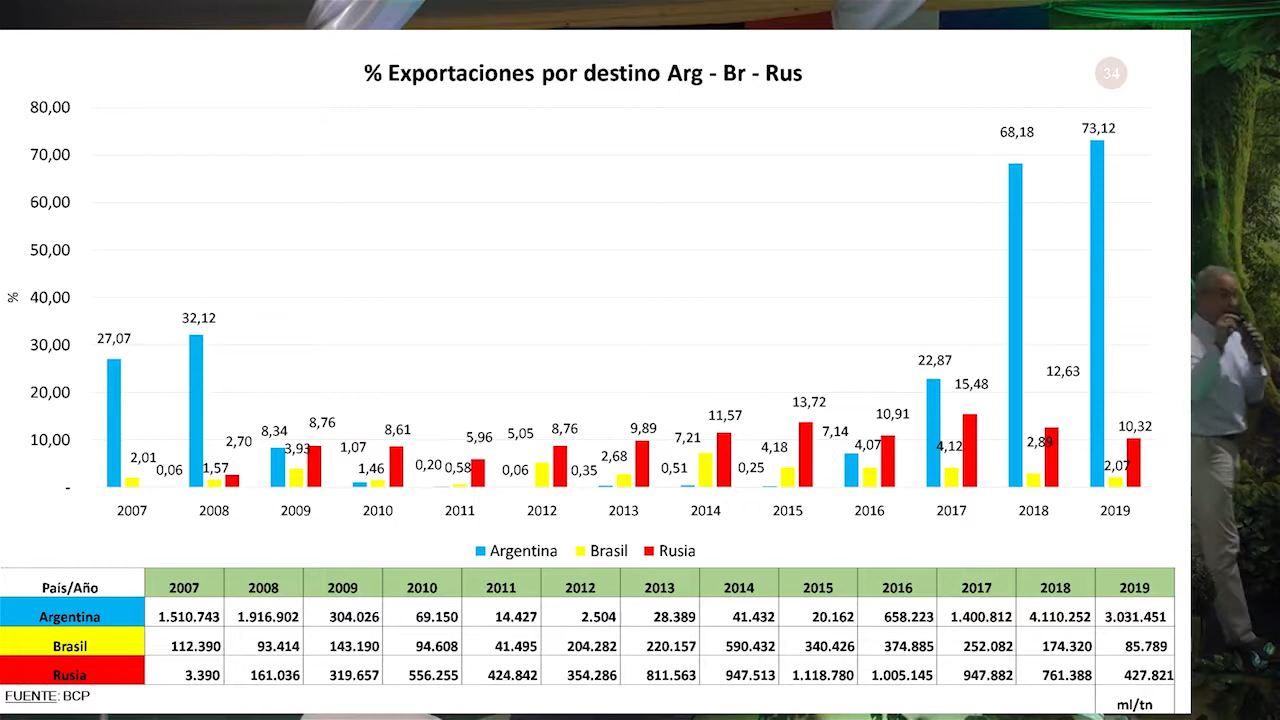 % Exportaciones por destino Arg - Br - Rus
34
80,00
70,00
60,00
50,00
40,00
30,00
20,00
10,00
-
%
27,07 2,01 0,06
32,12 1,57 2,70
8,34 3,93 8,76
1,07 1,46 8,61
0,20 0,58 5,96
0,06 5,05 8,76
0,35 2,68 9,89
0,51 7,21 11,57
0,25 4,18 13,72
7,14 4,07 10,91
22,87 4,12 15,48
68,18 2,89 12,63
73,12 2,07 10,32
2007 2008 2009 2010 2011 2012 2013 2014 2015 2016 2017 2018 2019
Argentina Brasil Rusia
País/Año 2007 2008 2009 2010 2011 2012 2013 2014 2015 2016 2017 2018 2019
Argentina 1.510.743 1.916.902 304.026 69.150 14.427 2.504 28.389 41.432 20.162 658.223 1.400.812 4.110.252 3.031.451
Brasil 112.390 93.414 143.190 94.608 41.495 204.282 220.157 590.432 340.426 374.885 252.082 174.320 85.789
Rusia 3.390 161.036 319.657 556.255 424.842 354.286 811.563 947.513 1.118.780 1.005.145 947.882 761.388 427.821
FUENTE: BCP
ml/tn